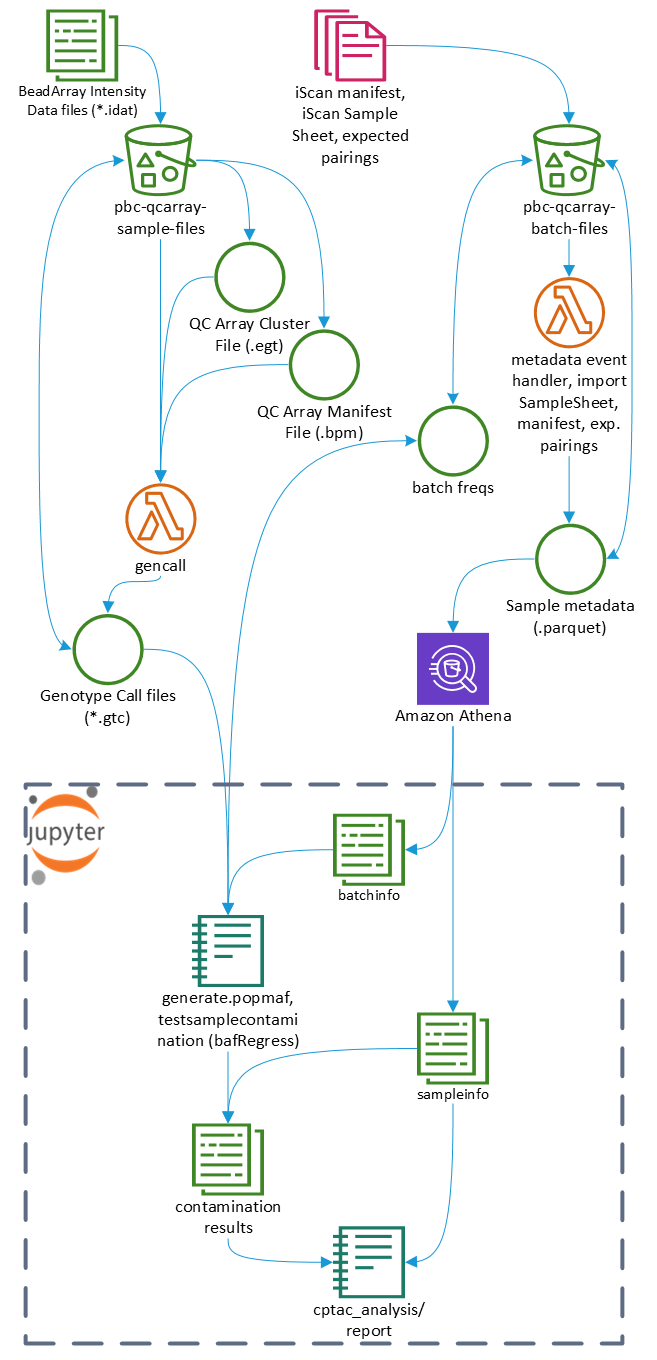 BeadArray Intensity
Data files (*.idat)
iScan manifest,
iScan Sample
Sheet, expected
pairings
pbc-qcarray-
sample-files
pbc-qcarray-
batch-files
QC Array Cluster
File (.egt)
metadata event
handler, import
SampleSheet,
manifest, exp.
pairings
QC Array Manifest
File (.bpm)
batch freqs
gencall
Sample metadata
(.parquet)
Genotype Call files
(*.gtc)
Amazon Athena
jupyter
batchinfo
generate.popmaf,
testsamplecontami
nation (bafRegress)
sampleinfo
contamination
results
cptac_analysis/
report